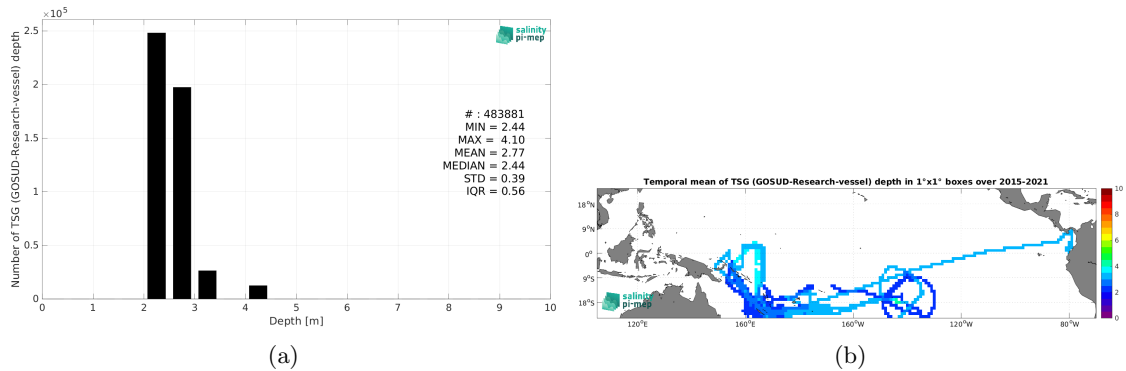 ×10⁵
2.5
2
1.5
1
0.5
0
Number of TSG (GOSUD-Research-vessel) depth
0 1 2 3 4 5 6 7 8 9 10
Depth [m]
salinity
pi-mep
# : 483881
MIN = 2.44
MAX = 4.10
MEAN = 2.77
MEDIAN = 2.44
STD = 0.39
IQR = 0.56
(a)
Temporal mean of TSG (GOSUD-Research-vessel) depth in 1°x1° boxes over 2015-2021
18°N
9°N
0°
9°S
18°S
120°E 160°E 160°W 120°W 80°W
salinity
pi-mep
10
8
6
4
2
0
(b)